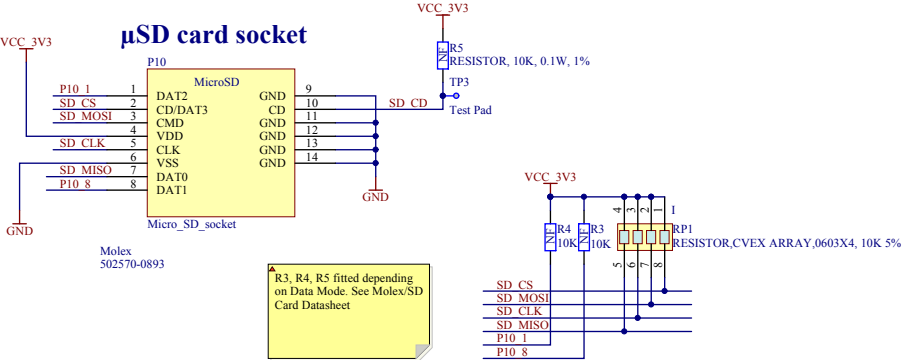 VCC_3V3
µSD card socket
VCC_3V3
NF
R5
RESISTOR, 10K, 0.1W, 1%
P10
MicroSD
TP3
Test Pad
P10_1 1 DAT2
SD_CS 2 CD/DAT3
SD_MOSI 3 CMD
4 VDD
SD_CLK 5 CLK
6 VSS
SD_MISO 7 DAT0
P10_8 8 DAT1
GND 9
CD 10 SD_CD
GND 11
GND 12
GND 13
GND 14
GND
GND
Micro_SD_socket
Molex
502570-0893
R3, R4, R5 fitted depending
on Data Mode. See Molex/SD
Card Datasheet
VCC_3V3
NF
R4
10K
NF
R3
10K
4 3 2 1
I
RP1
RESISTOR,CVEX ARRAY,0603X4, 10K 5%
5 6 7 8
SD_CS
SD_MOSI
SD_CLK
SD_MISO
P10_1
P10_8